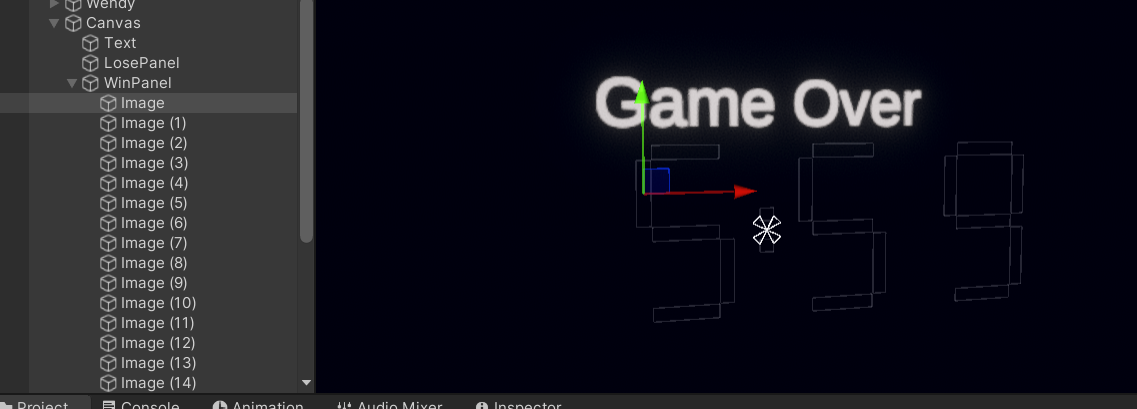 Wendy
Canvas
Text
LosePanel
WinPanel
Image
Image (1)
Image (2)
Image (3)
Image (4)
Image (5)
Image (6)
Image (7)
Image (8)
Image (9)
Image (10)
Image (11)
Image (12)
Image (13)
Image (14)
Game Over
5:59
Project Console Animation Audio Mixer Inspector